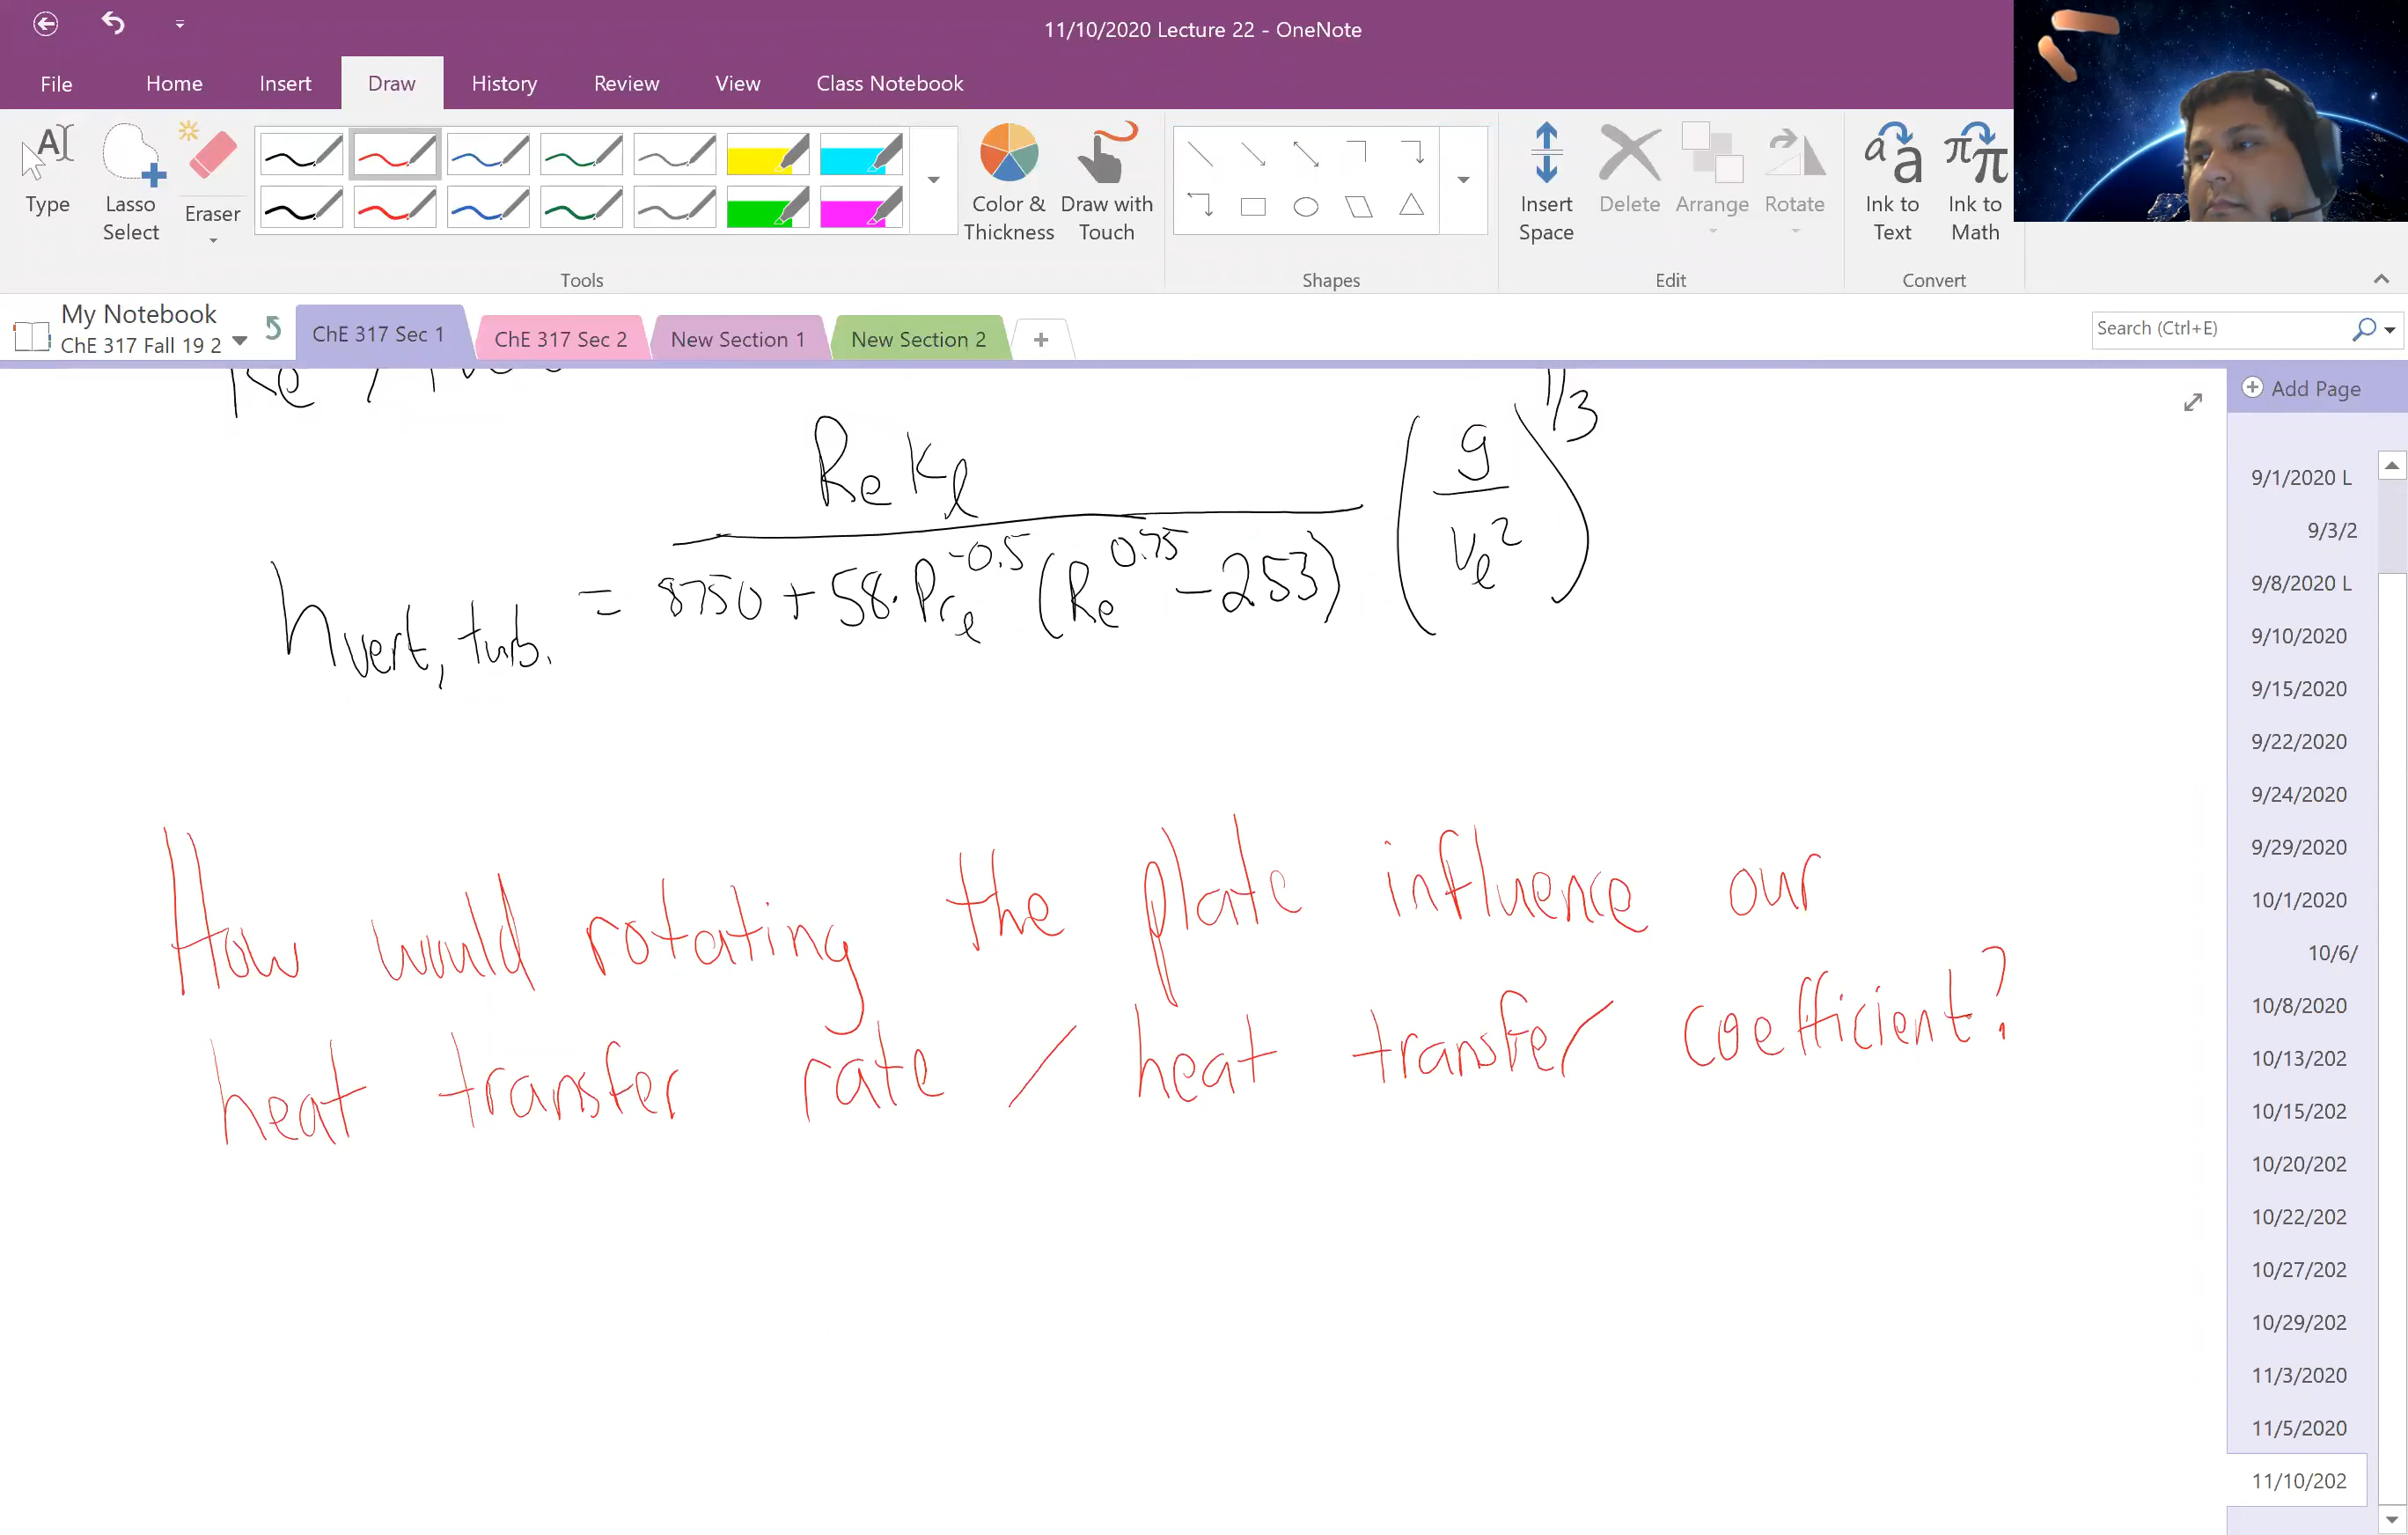 11/10/2020 Lecture 22 - OneNote
File Home Insert Draw History Review View Class Notebook
Type
Lasso Select
Eraser
Color & Thickness
Draw with Touch
Insert Space
Delete
Arrange
Rotate
Ink to Text
Ink to Math
Tools Shapes Edit Convert
My Notebook
ChE 317 Fall 19 2
ChE 317 Sec 1 ChE 317 Sec 2 New Section 1 New Section 2 +
Search (Ctrl+E)
Add Page
Re
h_vert, turb. = Re k_l / (8750 + 58·Pr_l^-0.5 (Re^0.75 - 253)) (g/ν_l^2)^1/3
How would rotating the plate influence our
heat transfer rate / heat transfer coefficient?
9/1/2020 L
9/3/2
9/8/2020 L
9/10/2020
9/15/2020
9/22/2020
9/24/2020
9/29/2020
10/1/2020
10/6/
10/8/2020
10/13/202
10/15/202
10/20/202
10/22/202
10/27/202
10/29/202
11/3/2020
11/5/2020
11/10/202